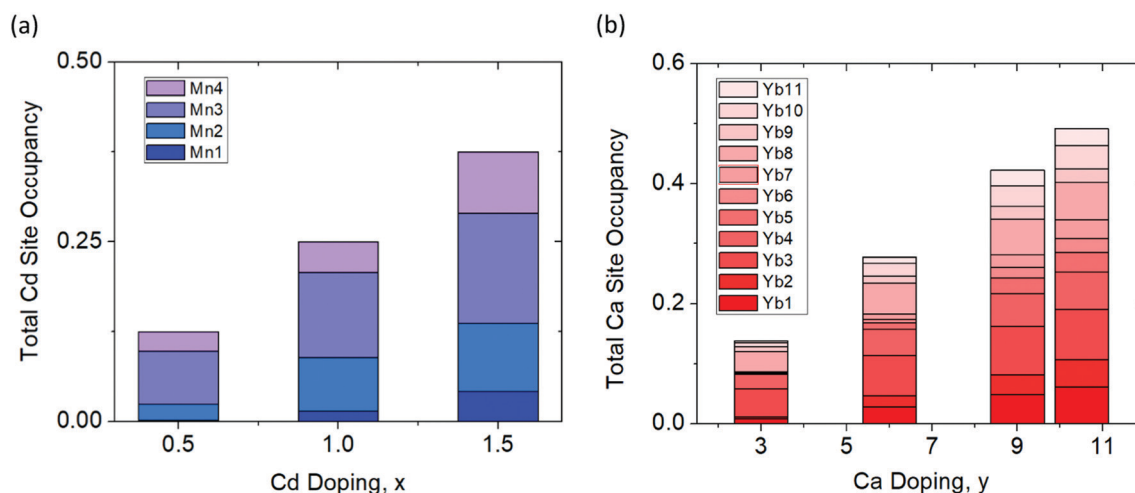 (a)
0.50
Mn4
Mn3
Mn2
Mn1
0.25
0.00
0.5 1.0 1.5
Total Cd Site Occupancy
Cd Doping, x
(b)
0.6
Yb11
Yb10
Yb9
Yb8
Yb7
Yb6
Yb5
Yb4
Yb3
Yb2
Yb1
0.4
0.2
0.0
3 5 7 9 11
Total Ca Site Occupancy
Ca Doping, y